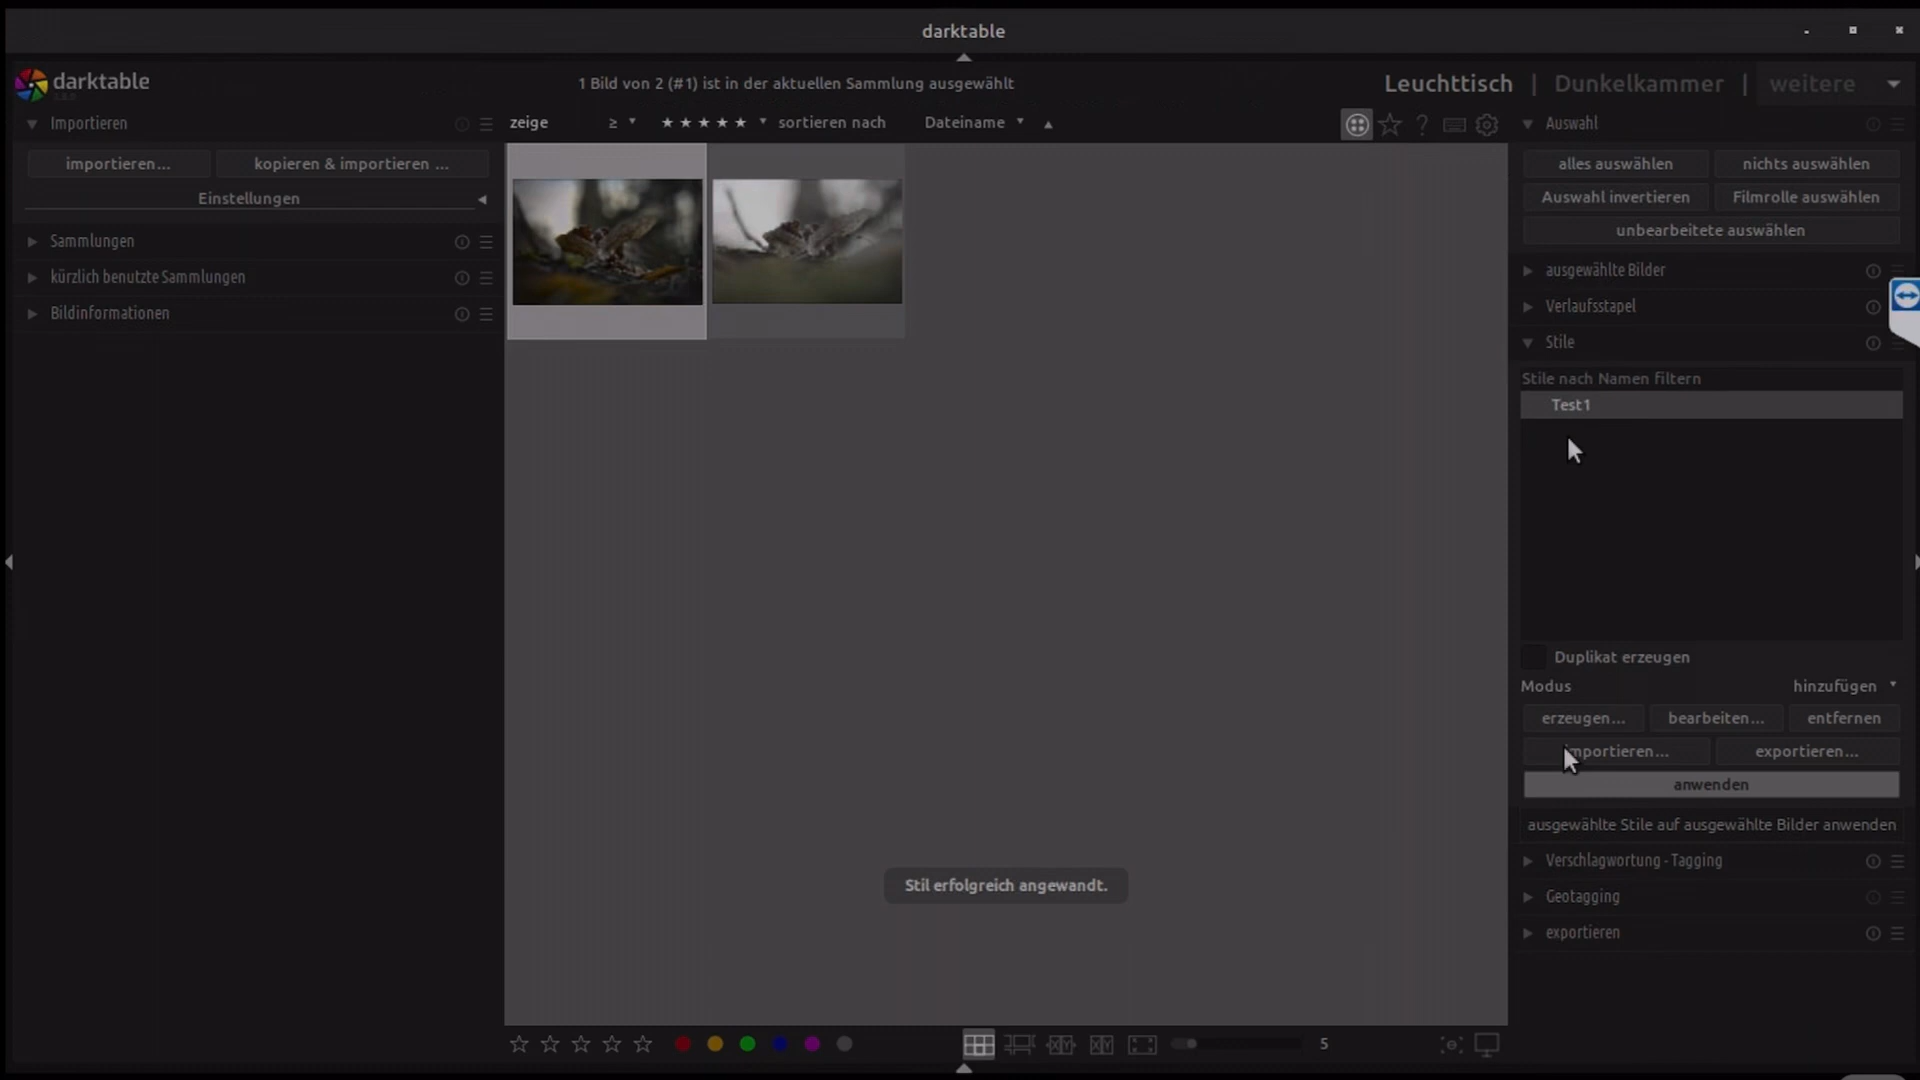 darktable
darktable
1 Bild von 2 (#1) ist in der aktuellen Sammlung ausgewählt
Leuchttisch | Dunkelkammer | weitere
Importieren
zeige ≥ ★ ★ ★ ★ ★ sortieren nach Dateiname
Auswahl
importieren... kopieren & importieren ...
alles auswählen nichts auswählen
Einstellungen
Auswahl invertieren Filmrolle auswählen
unbearbeitete auswählen
Sammlungen
ausgewählte Bilder
kürzlich benutzte Sammlungen
Verlaufsstapel
Bildinformationen
Stile
Stile nach Namen filtern
Test1
Duplikat erzeugen
Modus hinzufügen
erzeugen... bearbeiten... entfernen
importieren... exportieren...
anwenden
ausgewählte Stile auf ausgewählte Bilder anwenden
Verschlagwortung - Tagging
Stil erfolgreich angewandt.
Geotagging
exportieren
5